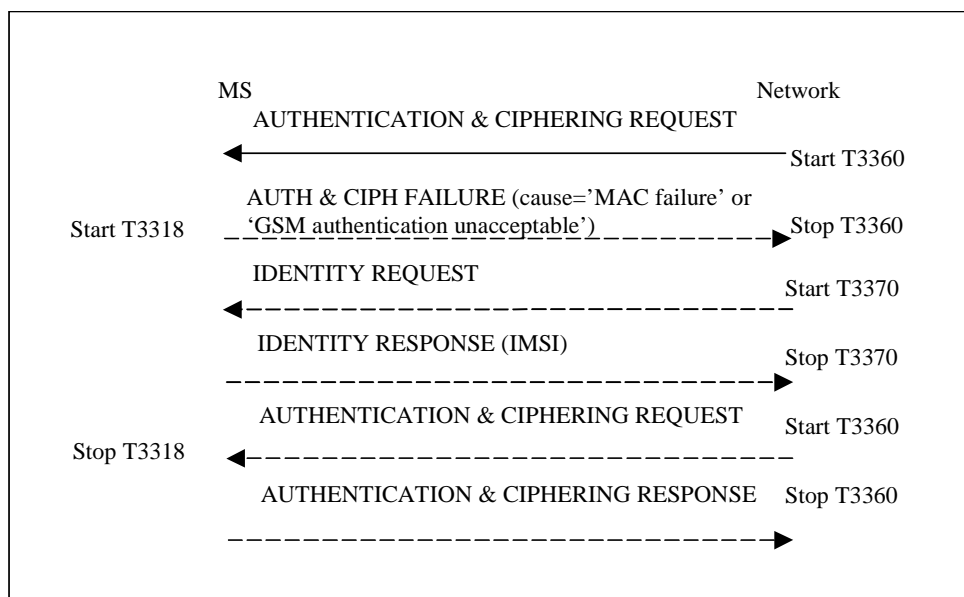 MS Network
AUTHENTICATION & CIPHERING REQUEST
Start T3360
AUTH & CIPH FAILURE (cause=’MAC failure’ or
‘GSM authentication unacceptable’)
Start T3318
Stop T3360
IDENTITY REQUEST
Start T3370
IDENTITY RESPONSE (IMSI)
Stop T3370
AUTHENTICATION & CIPHERING REQUEST
Start T3360
Stop T3318
AUTHENTICATION & CIPHERING RESPONSE
Stop T3360